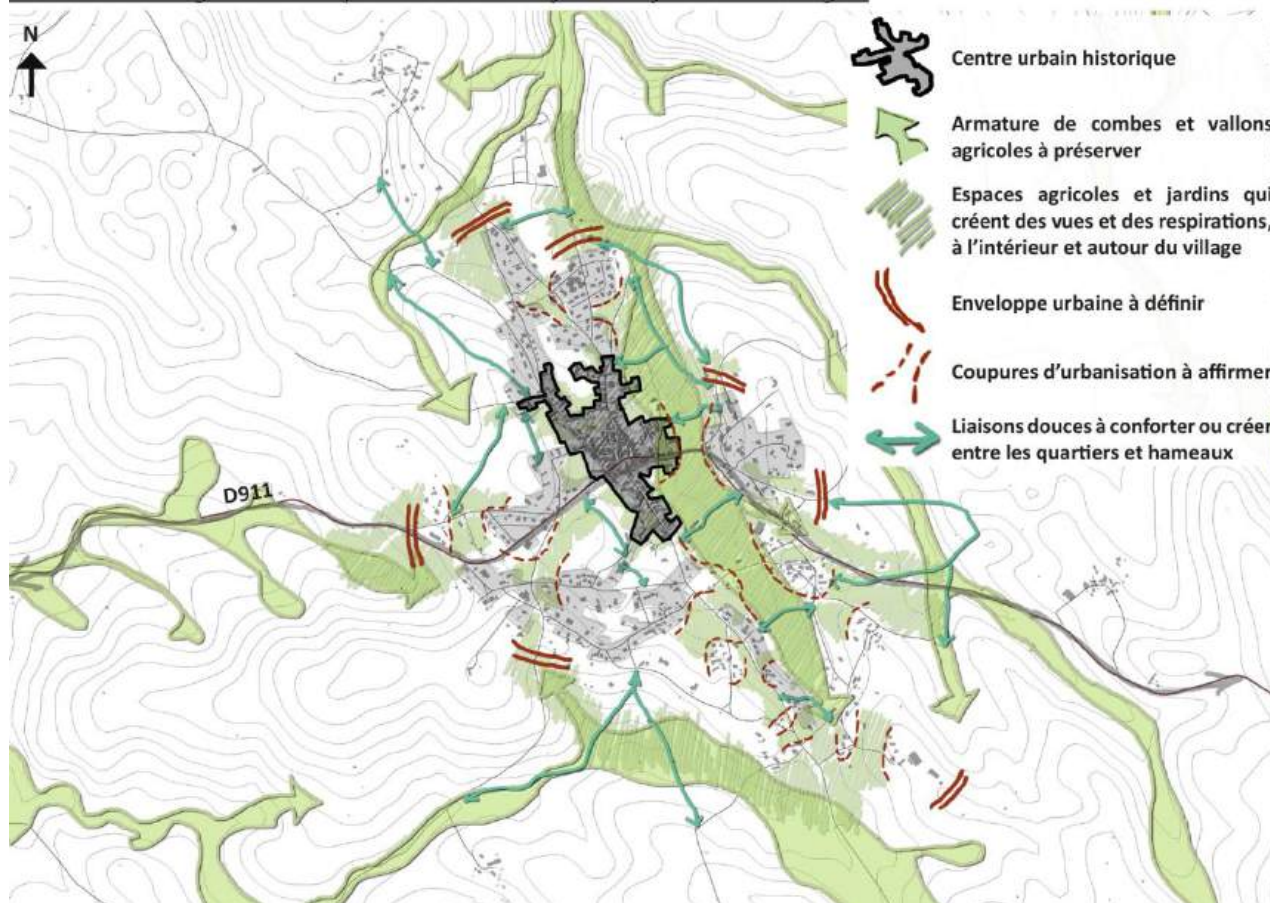 N
Centre urbain historique
Armature de combes et vallons
agricoles à préserver
Espaces agricoles et jardins qui
créent des vues et des respirations,
à l'intérieur et autour du village
Enveloppe urbaine à définir
Coupures d'urbanisation à affirmer
Liaisons douces à conforter ou créer
entre les quartiers et hameaux
D911